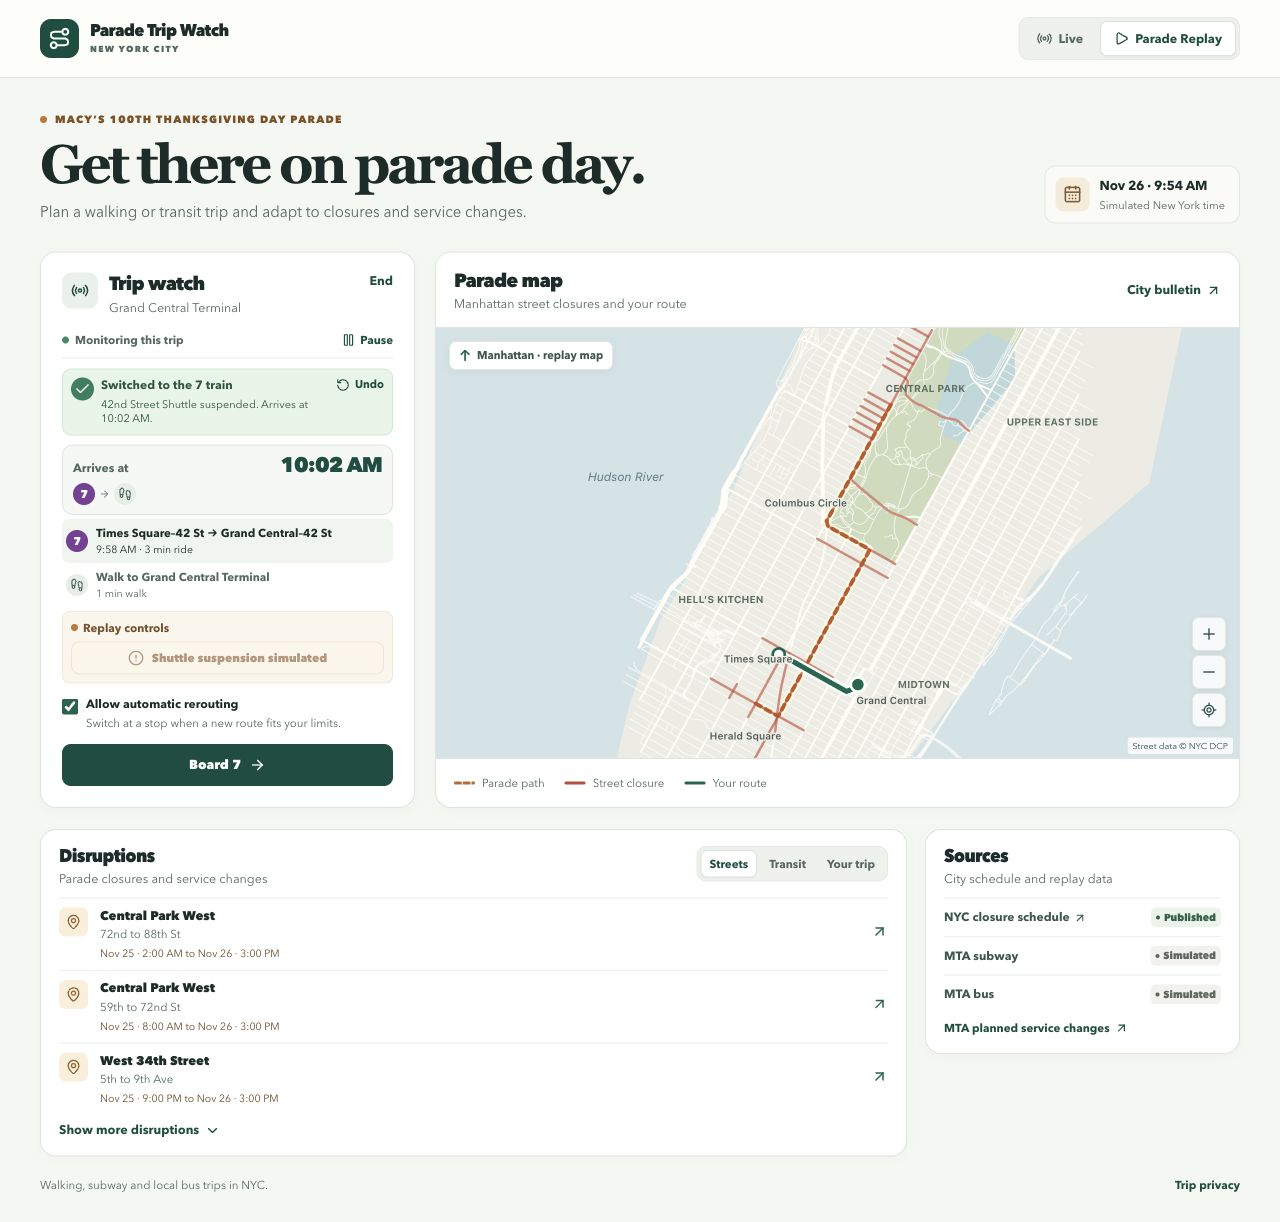 Parade Trip Watch
NEW YORK CITY
Live
Parade Replay
MACY'S 100TH THANKSGIVING DAY PARADE
Get there on parade day.
Plan a walking or transit trip and adapt to closures and service changes.
Nov 26 · 9:54 AM
Simulated New York time
Trip watch
Grand Central Terminal
End
Monitoring this trip
Pause
Switched to the 7 train
Undo
42nd Street Shuttle suspended. Arrives at
10:02 AM.
Arrives at
10:02 AM
7
7
Times Square–42 St → Grand Central–42 St
9:58 AM · 3 min ride
Walk to Grand Central Terminal
1 min walk
Replay controls
Shuttle suspension simulated
Allow automatic rerouting
Switch at a stop when a new route fits your limits.
Board 7
Parade map
Manhattan street closures and your route
City bulletin
Manhattan · replay map
CENTRAL PARK
UPPER EAST SIDE
Hudson River
Columbus Circle
HELL'S KITCHEN
Times Square
MIDTOWN
Grand Central
Herald Square
Street data © NYC DCP
Parade path
Street closure
Your route
Disruptions
Parade closures and service changes
Streets
Transit
Your trip
Central Park West
72nd to 88th St
Nov 25 · 2:00 AM to Nov 26 · 3:00 PM
Central Park West
59th to 72nd St
Nov 25 · 8:00 AM to Nov 26 · 3:00 PM
West 34th Street
5th to 9th Ave
Nov 25 · 9:00 PM to Nov 26 · 3:00 PM
Show more disruptions
Sources
City schedule and replay data
NYC closure schedule
Published
MTA subway
Simulated
MTA bus
Simulated
MTA planned service changes
Walking, subway and local bus trips in NYC.
Trip privacy